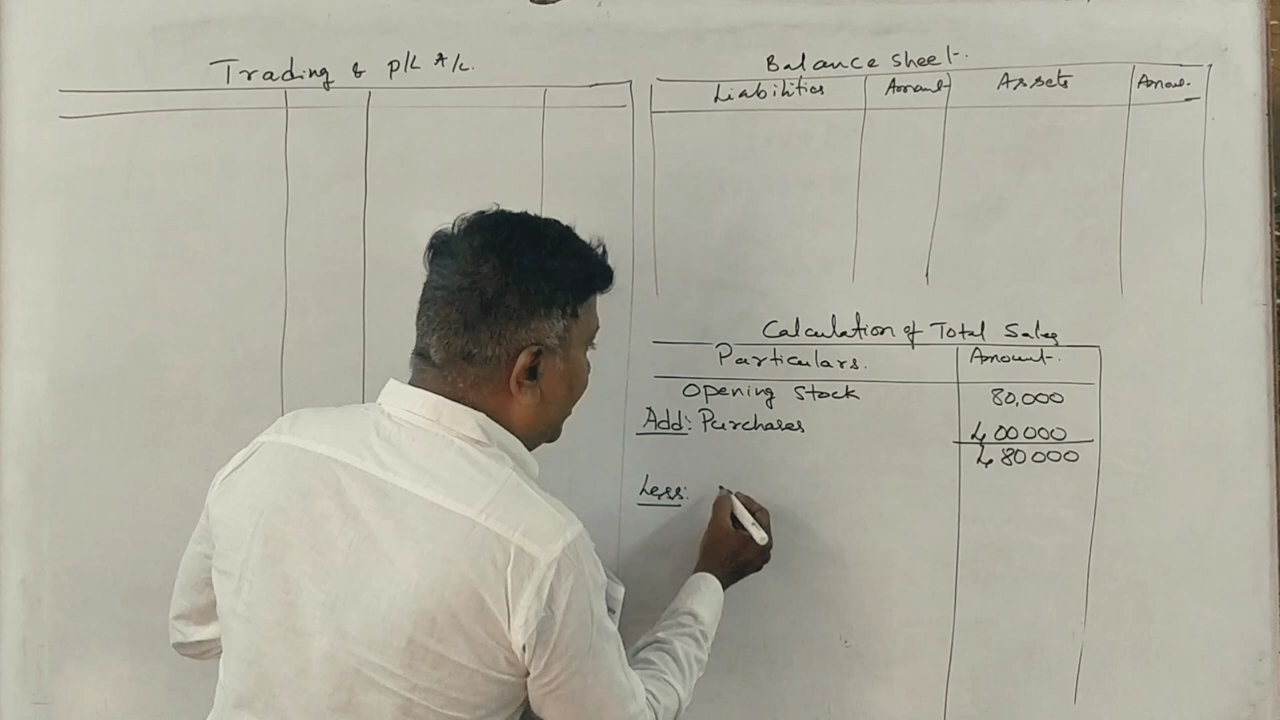 Trading & P/L A/c.
Balance Sheet.
Liabilities Amount Assets Amou.
Calculation of Total Sales
Particulars. Amount.
Opening Stock 80,000
Add: Purchases 4,00000
4,80000
Less: